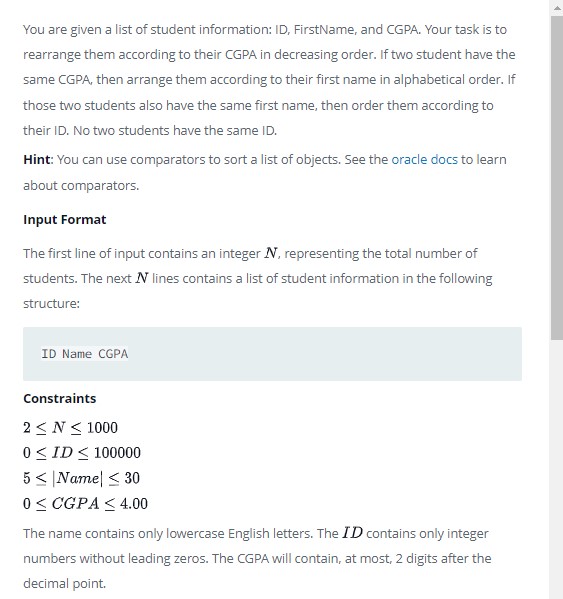 You are given a list of student information: ID, FirstName, and CGPA. Your task is to
rearrange them according to their CGPA in decreasing order. If two student have the
same CGPA, then arrange them according to their first name in alphabetical order. If
those two students also have the same first name, then order them according to
their ID. No two students have the same ID.
Hint: You can use comparators to sort a list of objects. See the oracle docs to learn
about comparators.
Input Format
The first line of input contains an integer N, representing the total number of
students. The next N lines contains a list of student information in the following
structure:
ID Name CGPA
Constraints
2 ≤ N ≤ 1000
0 ≤ ID ≤ 100000
5 ≤ |Name| ≤ 30
0 ≤ CGPA ≤ 4.00
The name contains only lowercase English letters. The ID contains only integer
numbers without leading zeros. The CGPA will contain, at most, 2 digits after the
decimal point.